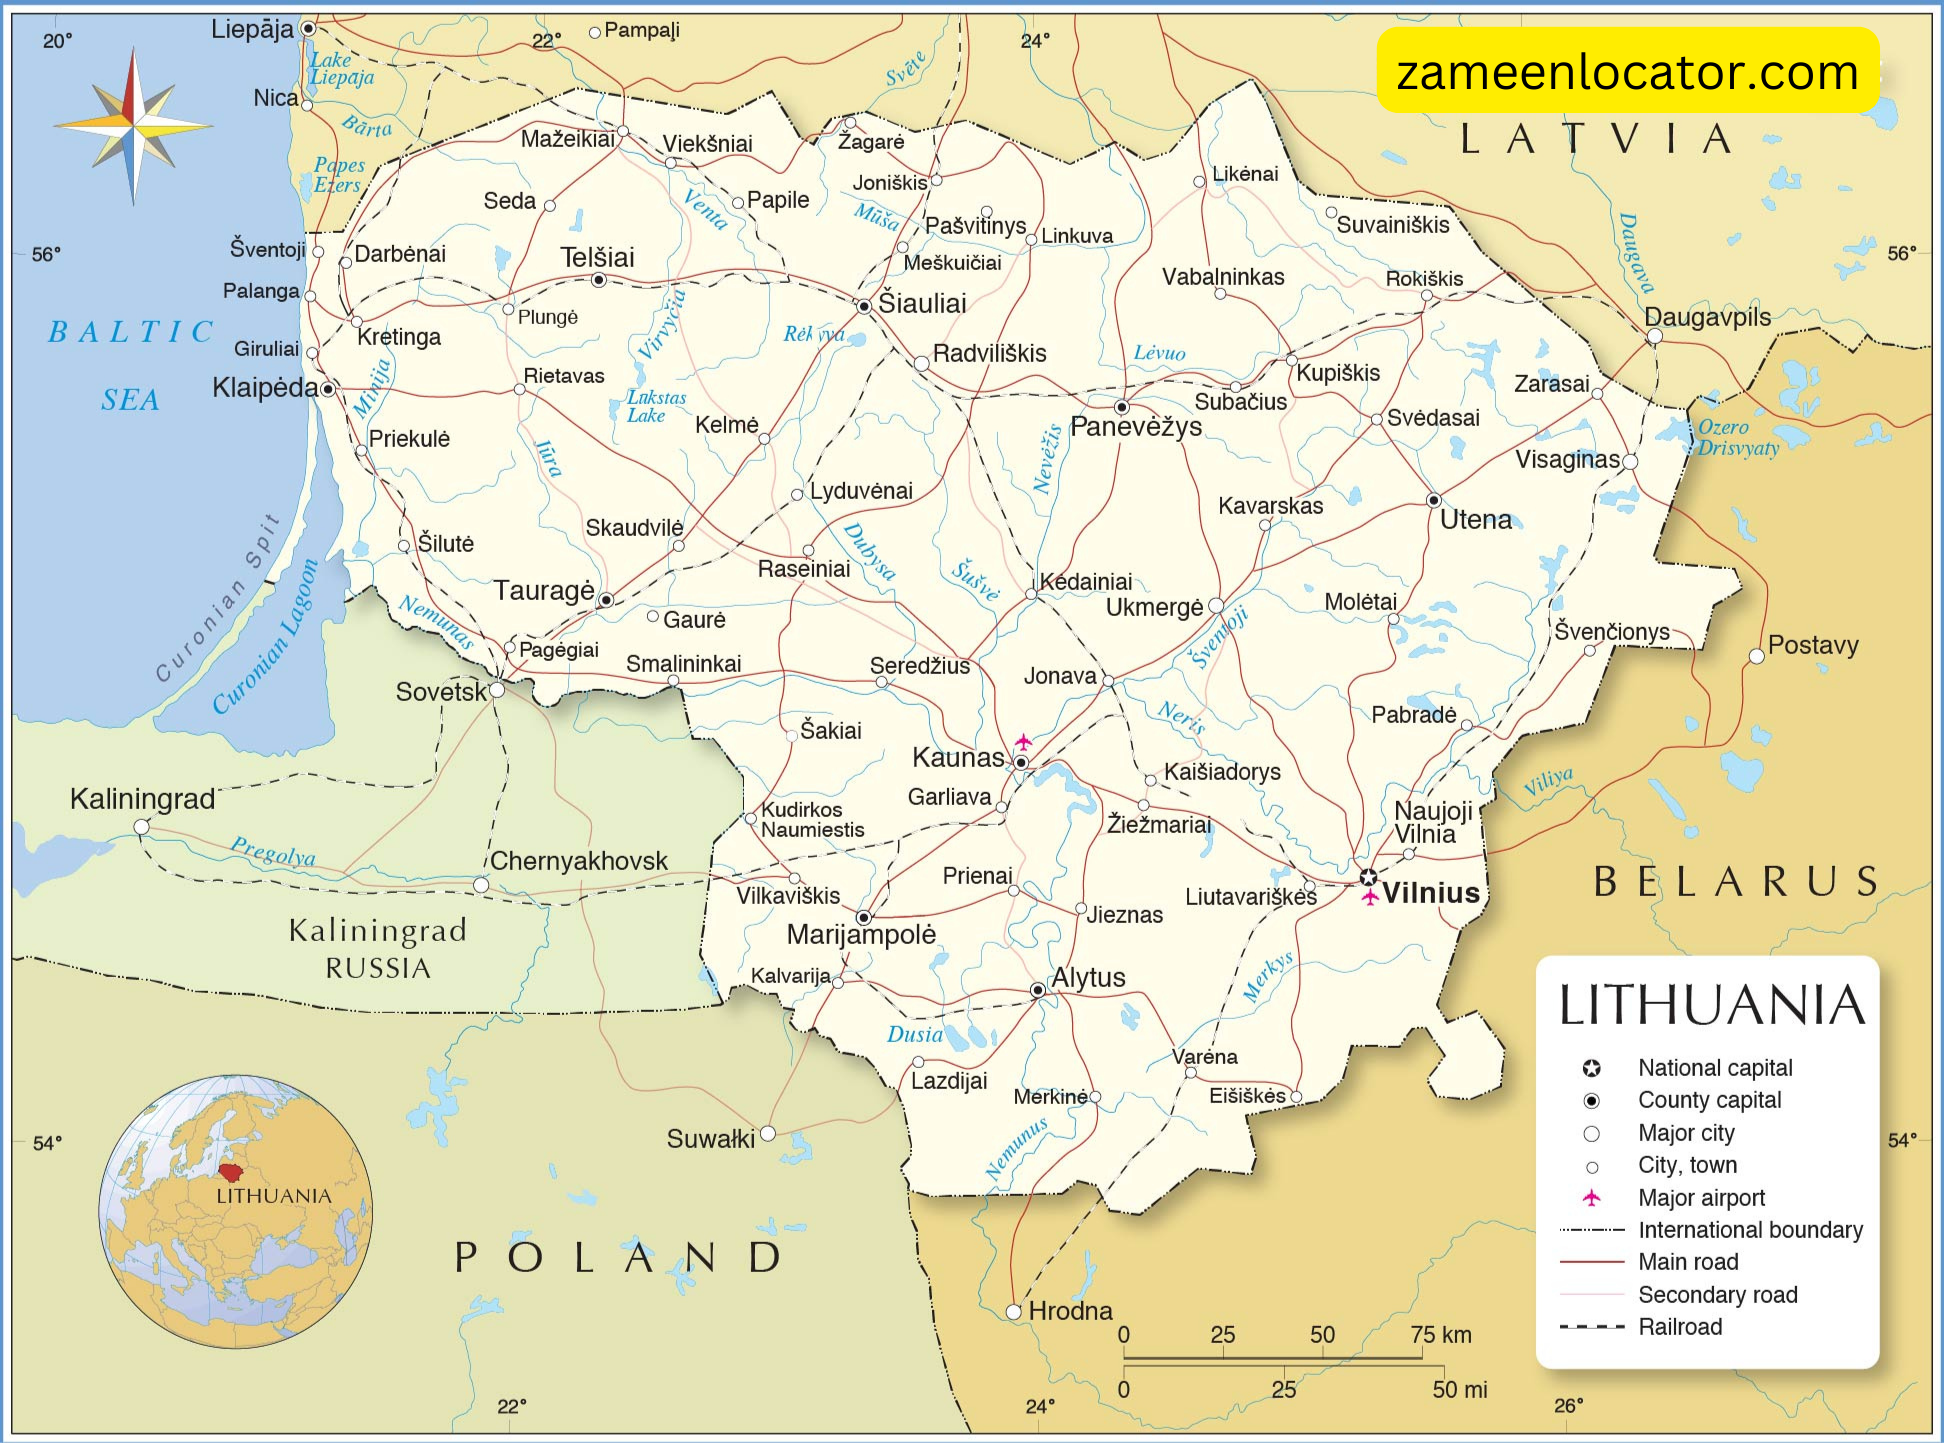 Liepāja
20°
22°
Pampaļi
24°
zameenlocator.com
Lake
Liepāja
Svēte
Nica
Bārta
LATVIA
Mažeikiai
Viekšniai
Žagarė
Papes
Ezers
Joniškis
Likėnai
Seda
Venta
Papile
Mūša
Pašvitinys
Suvainiškis
Daugava
Šventoji
Darbėnai
Telšiai
Linkuva
56°
56°
Meškuičiai
Palanga
Vabalninkas
Rokiškis
Plungė
Virvyčia
Šiauliai
BALTIC
SEA
Kretinga
Rėkyva
Daugavpils
Giruliai
Radviliškis
Lėvuo
Klaipėda
Minija
Rietavas
Kupiškis
Zarasai
Lūkstas
Lake
Subačius
Kelmė
Panevėžys
Svėdasai
Ozero
Drisvyaty
Priekulė
Jūra
Nevėžis
Visaginas
Lyduvėnai
Kavarskas
Utena
Curonian Spit
Šilutė
Skaudvilė
Dubysa
Raseiniai
Šušvė
Kėdainiai
Curonian Lagoon
Tauragė
Ukmergė
Molėtai
Nemunas
Gaurė
Šventoji
Švenčionys
Pagėgiai
Postavy
Smalininkai
Seredžius
Jonava
Sovetsk
Neris
Pabradė
Šakiai
Kaunas
Kaišiadorys
Viliya
Kaliningrad
Garliava
Kudirkos
Naumiestis
Žiežmariai
Naujoji
Vilnia
Pregolya
Chernyakhovsk
Vilkaviškis
Prienai
Liutavariškės
Vilnius
BELARUS
Jieznas
Kaliningrad
RUSSIA
Marijampolė
Kalvarija
Alytus
Merkys
Dusia
Varėna
Lazdijai
Merkinė
Eišiškės
54°
Suwałki
Nemunus
54°
LITHUANIA
POLAND
Hrodna
LITHUANIA
National capital
County capital
Major city
City, town
Major airport
International boundary
Main road
Secondary road
Railroad
0 25 50 75 km
0 25 50 mi
22°
24°
26°